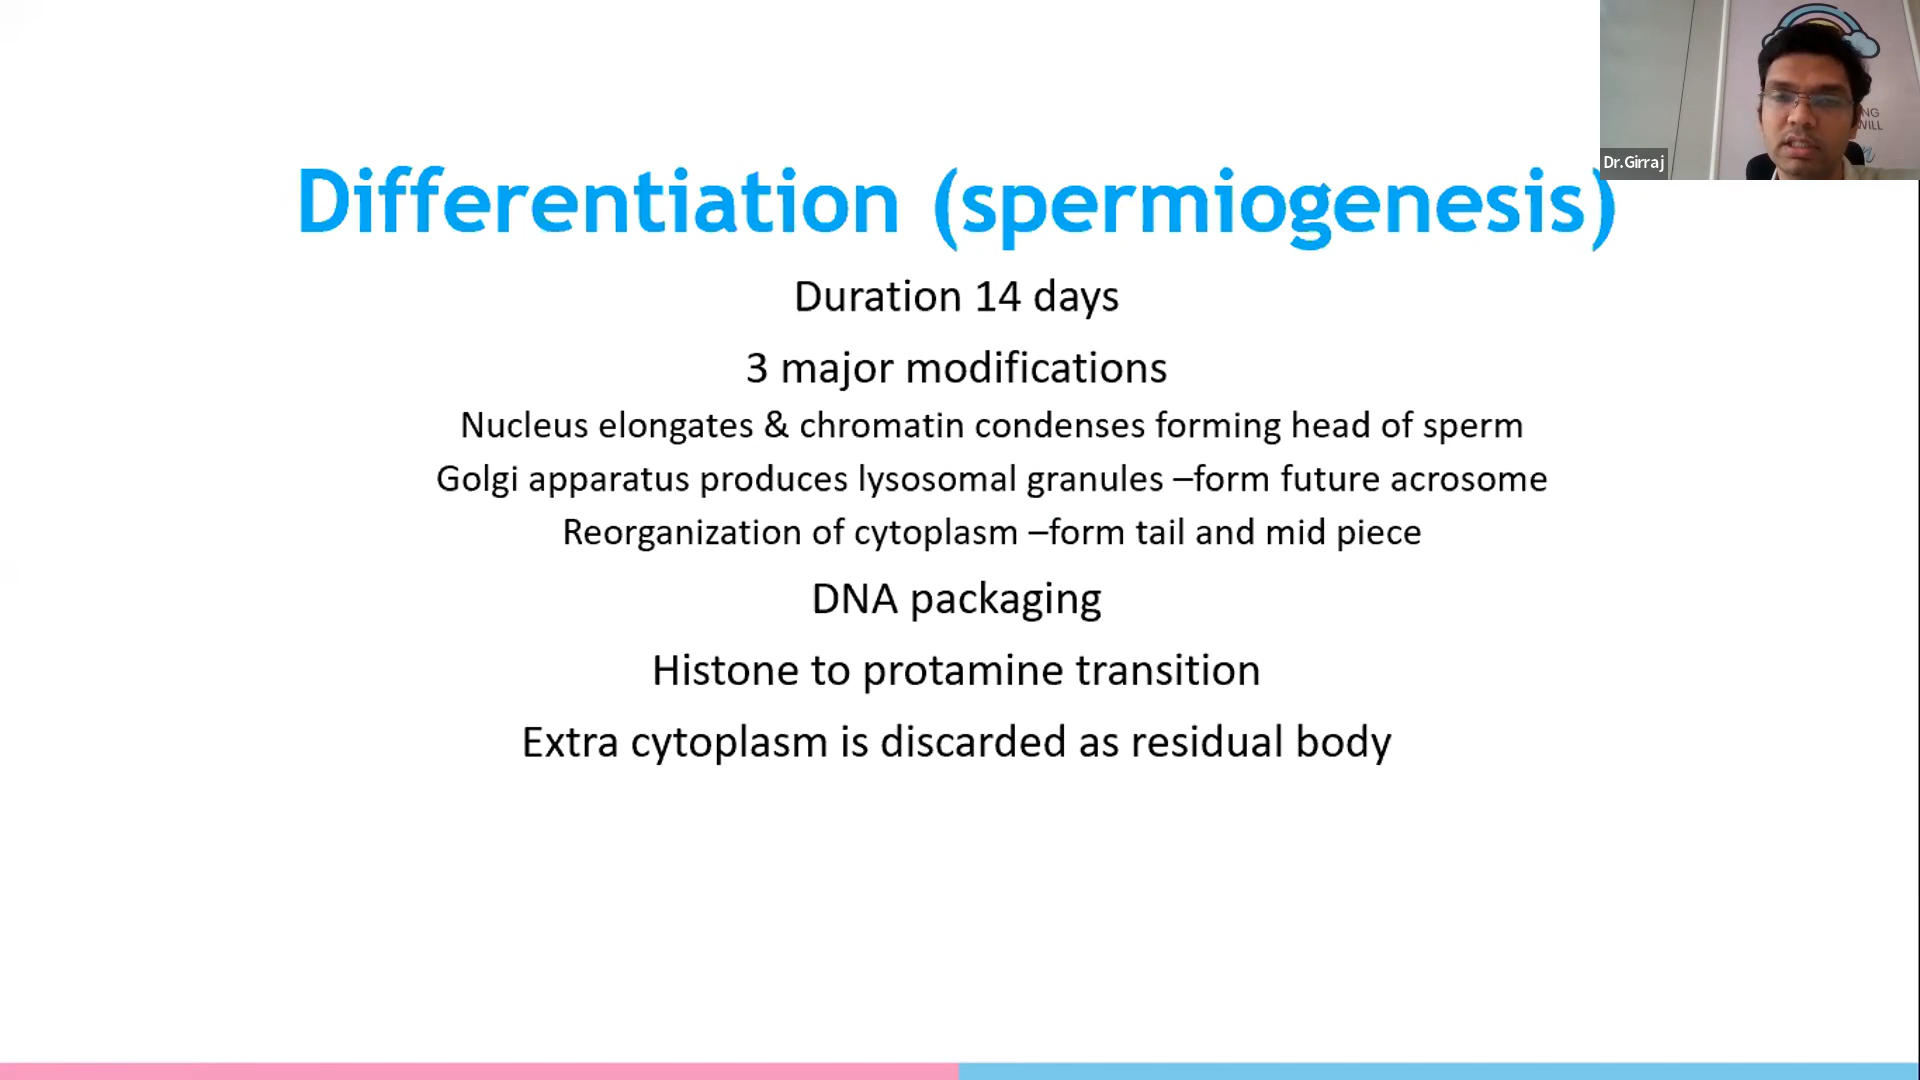 Differentiation (spermiogenesis)
Duration 14 days
3 major modifications
Nucleus elongates & chromatin condenses forming head of sperm
Golgi apparatus produces lysosomal granules –form future acrosome
Reorganization of cytoplasm –form tail and mid piece
DNA packaging
Histone to protamine transition
Extra cytoplasm is discarded as residual body
Dr.Girraj
NG
WILL